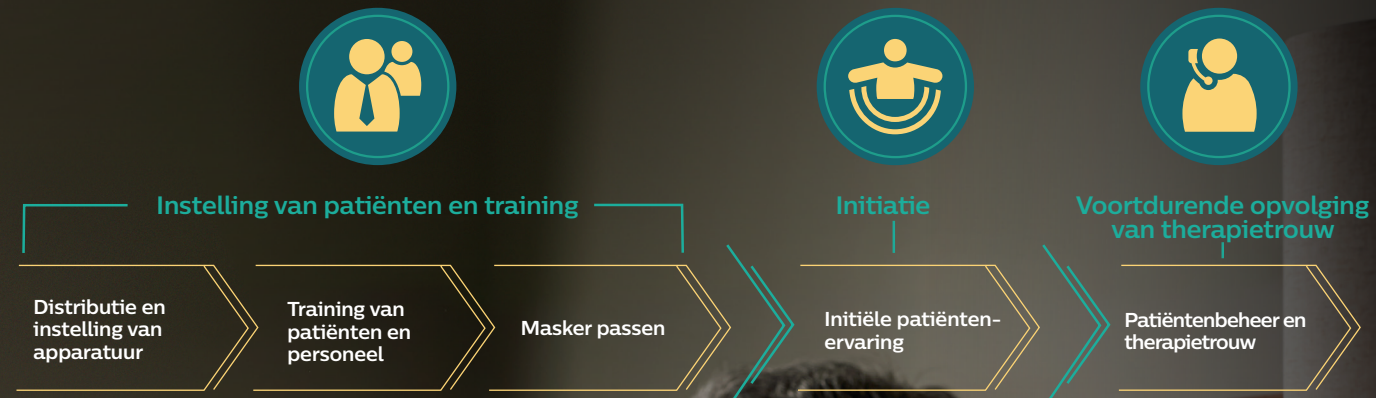 Instelling van patiënten en training
Initiatie
Voortdurende opvolging
van therapietrouw
Distributie en
instelling van
apparatuur
Training van
patiënten en
personeel
Masker passen
Initiële patiënten-
ervaring
Patiëntenbeheer en
therapietrouw